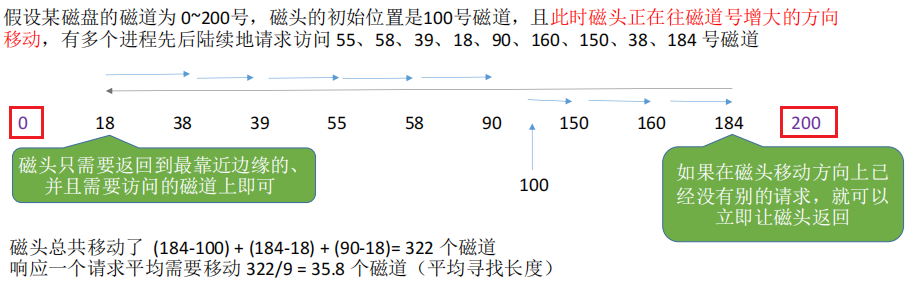 假设某磁盘的磁道为 0~200号，磁头的初始位置是100号磁道，且此时磁头正在往磁道号增大的方向
移动，有多个进程先后陆续地请求访问 55、58、39、18、90、160、150、38、184 号磁道
0 18 38 39 55 58 90 150 160 184 200
100
磁头只需要返回到最靠近边缘的、
并且需要访问的磁道上即可
如果在磁头移动方向上已
经没有别的请求，就可以
立即让磁头返回
磁头总共移动了 (184-100) + (184-18) + (90-18)= 322 个磁道
响应一个请求平均需要移动 322/9 = 35.8 个磁道（平均寻找长度）